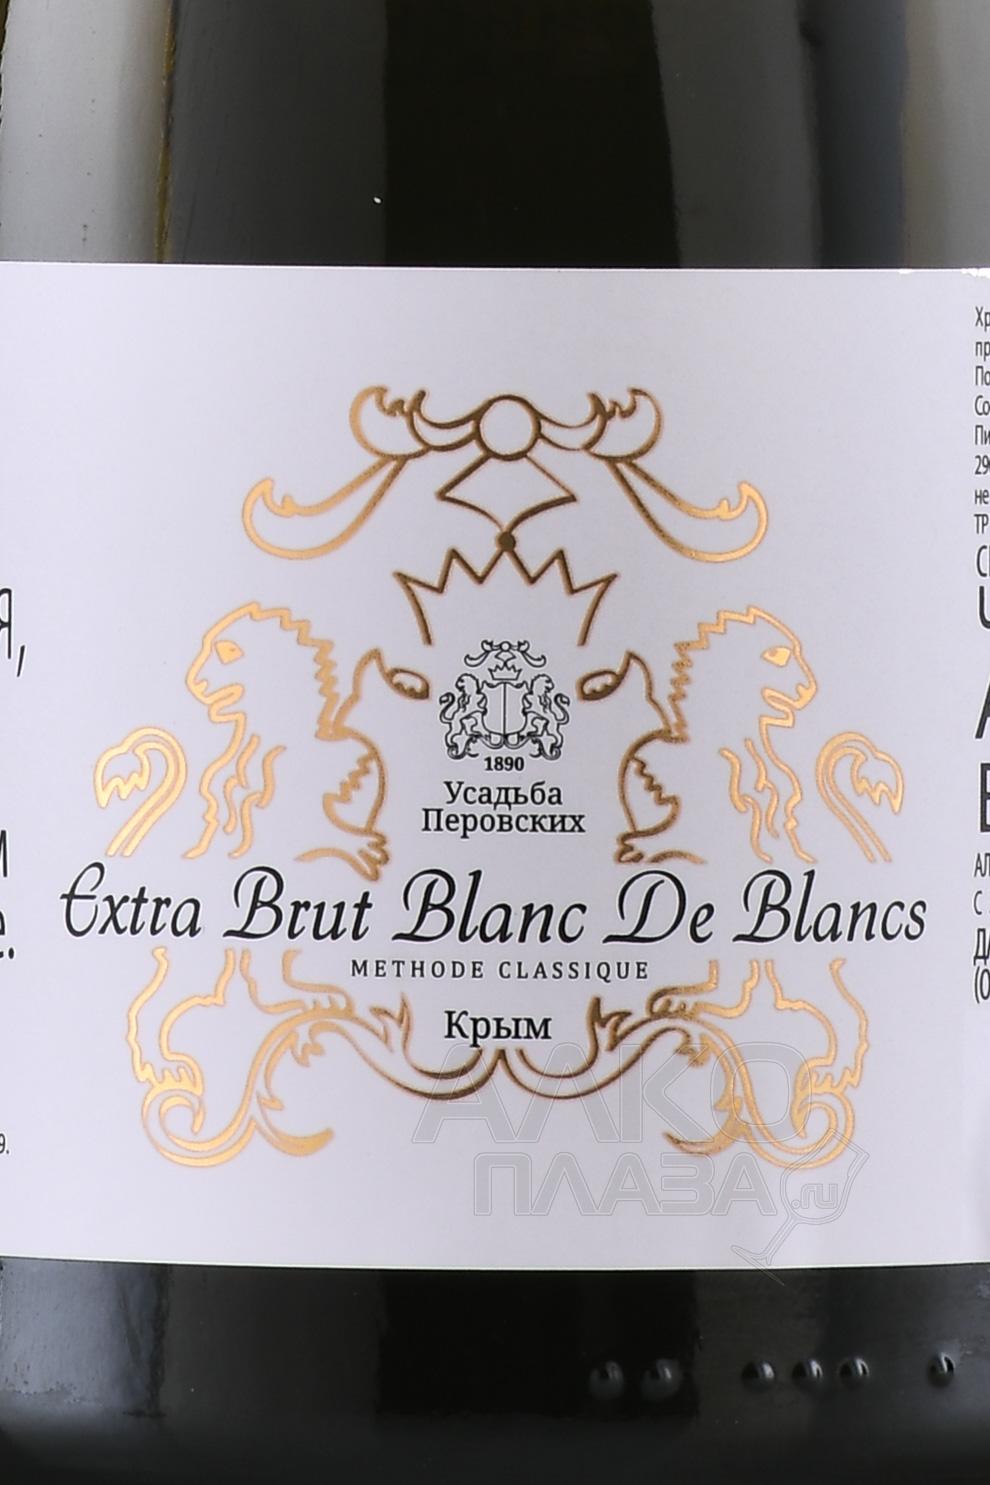 1890
Усадьба
Перовских
Extra Brut Blanc De Blancs
METHODE CLASSIQUE
Крым
АЛКО
ПЛАЗА.ru